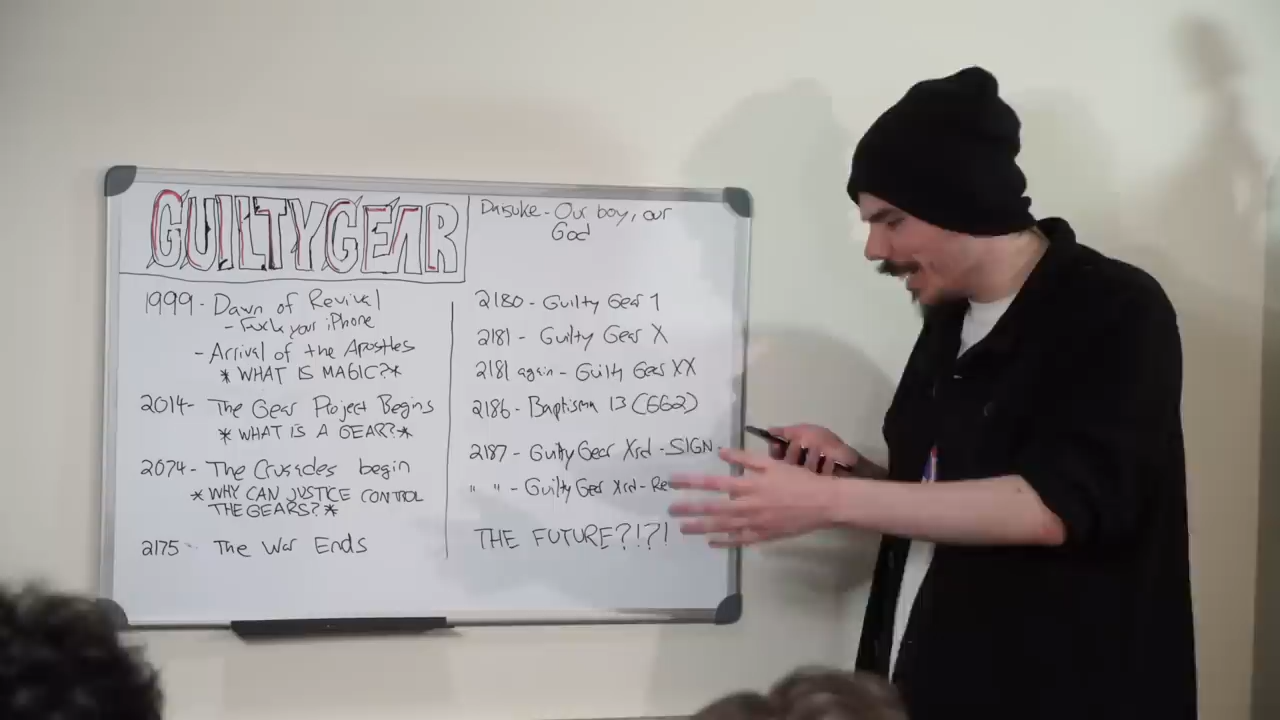 GUILTYGEAR
Daisuke - Our boy, our
God
1999 - Dawn of Revival
- Fuck your iPhone
- Arrival of the Apostles
* WHAT IS MAGIC? *
2014 - The Gear Project Begins
* WHAT IS A GEAR? *
2074 - The Crusades begin
* WHY CAN JUSTICE CONTROL
THE GEARS? *
2175 - The War Ends
2180 - Guilty Gear 1
2181 - Guilty Gear X
2181 again - Guilty Gear XX
2186 - Baptisma 13 (GG2)
2187 - Guilty Gear Xrd - SIGN -
" " - Guilty Gear Xrd - Re
THE FUTURE?!?!